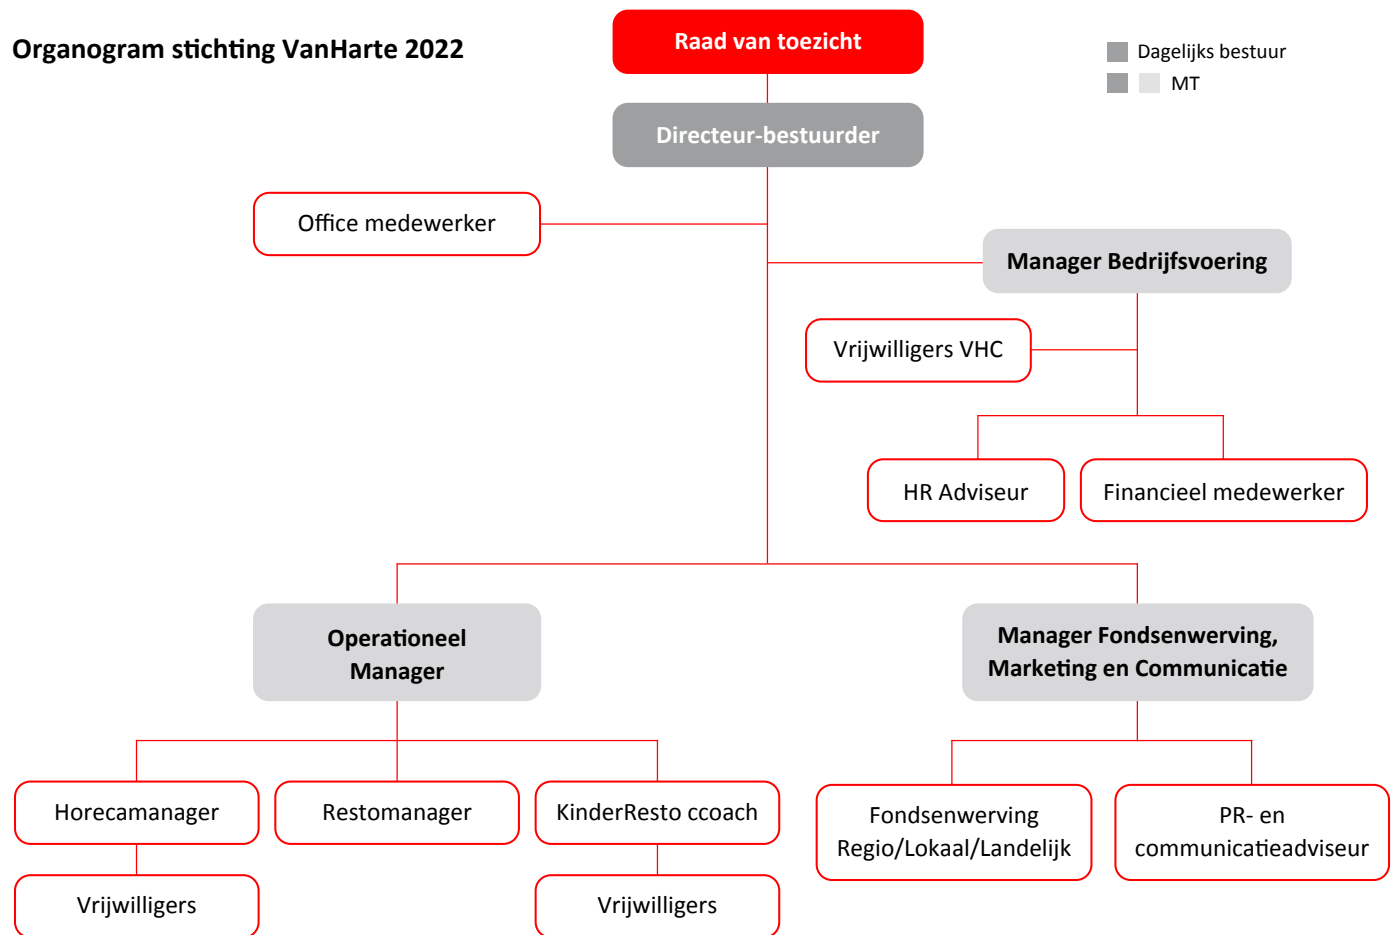 Organogram stichting VanHarte 2022
Raad van toezicht
Dagelijks bestuur
MT
Directeur-bestuurder
Office medewerker
Manager Bedrijfsvoering
Vrijwilligers VHC
HR Adviseur
Financieel medewerker
Operationeel
Manager
Manager Fondsenwerving,
Marketing en Communicatie
Horecamanager
Restomanager
KinderResto ccoach
Fondsenwerving
Regio/Lokaal/Landelijk
PR- en
communicatieadviseur
Vrijwilligers
Vrijwilligers